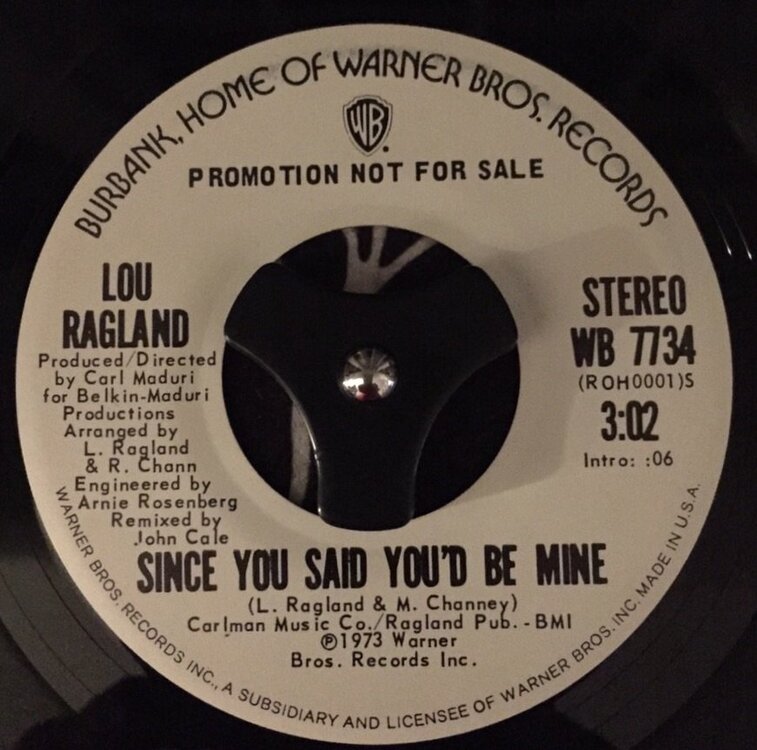 BURBANK, HOME OF WARNER BROS. RECORDS
WB
PROMOTION NOT FOR SALE
LOU
RAGLAND
Produced/Directed
by Carl Maduri
for Belkin-Maduri
Productions
Arranged by
L. Ragland
& R. Chann
Engineered by
Arnie Rosenberg
Remixed by
John Cale
STEREO
WB 7734
(ROH0001)S
3:02
Intro: :06
SINCE YOU SAID YOU'D BE MINE
(L. Ragland & M. Channey)
Carlman Music Co./Ragland Pub. - BMI
℗1973 Warner
Bros. Records Inc.
WARNER BROS. RECORDS INC., A SUBSIDIARY AND LICENSEE OF WARNER BROS. INC. MADE IN U.S.A.